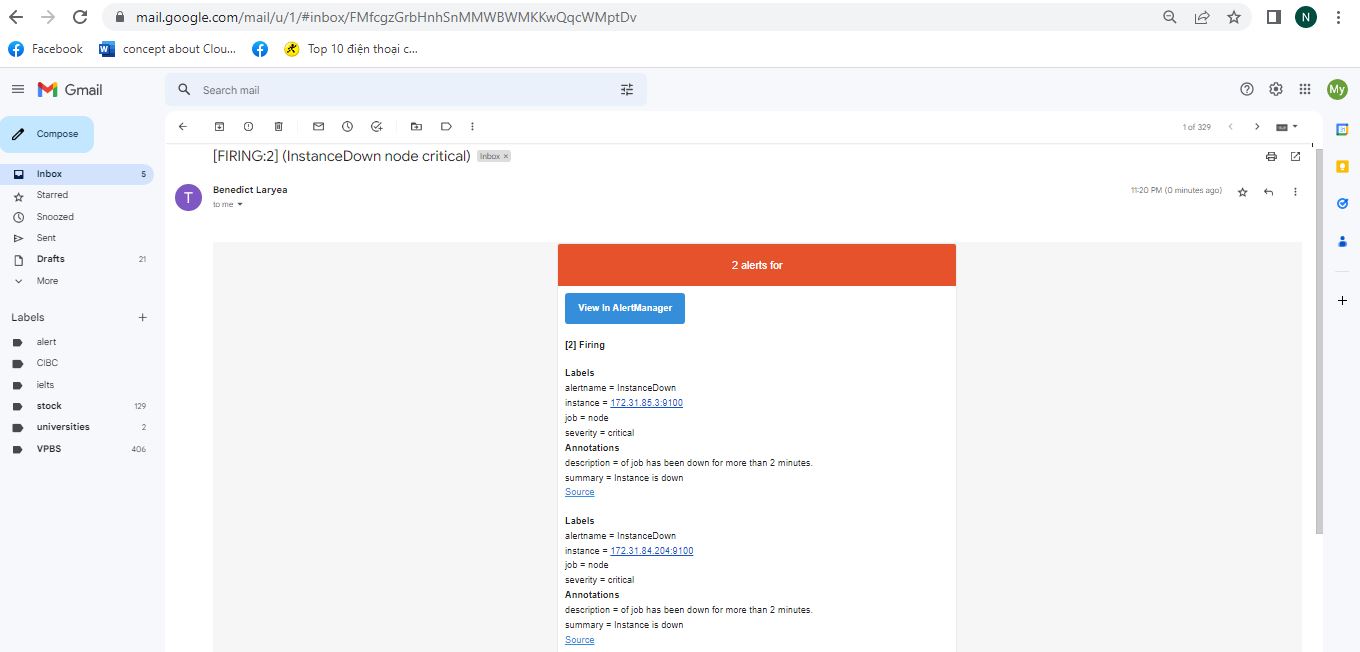 mail.google.com/mail/u/1/#inbox/FMfcgzGrbHnhSnMMWBWMKKwQqcWMptDv
N
Facebook
concept about Clou...
Top 10 điện thoại c...
Gmail
Search mail
My
Compose
1 of 329
[FIRING:2] (InstanceDown node critical)
Inbox ×
Inbox 5
Starred
Snoozed
Sent
Drafts 21
More
Labels
alert
CIBC
ielts
stock 129
universities 2
VPBS 406
T
Benedict Laryea
11:20 PM (0 minutes ago)
to me
2 alerts for
View In AlertManager
[2] Firing
Labels
alertname = InstanceDown
instance = 172.31.85.3:9100
job = node
severity = critical
Annotations
description = of job has been down for more than 2 minutes.
summary = Instance is down
Source
Labels
alertname = InstanceDown
instance = 172.31.84.204:9100
job = node
severity = critical
Annotations
description = of job has been down for more than 2 minutes.
summary = Instance is down
Source